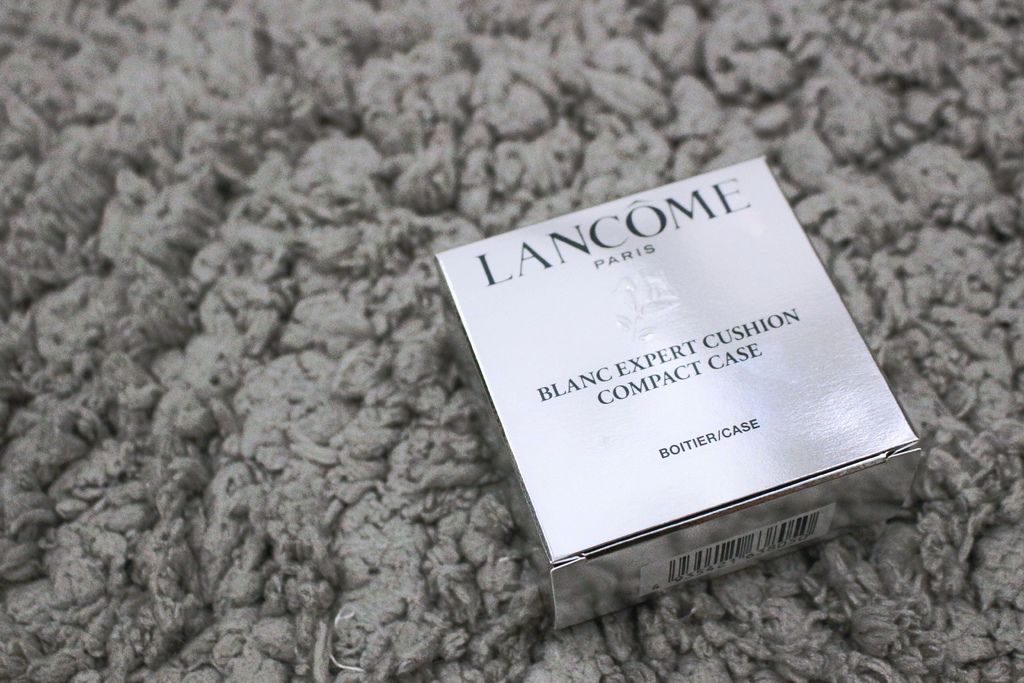 LANCÔME
PARIS
BLANC EXPERT CUSHION
COMPACT CASE
BOITIER/CASE